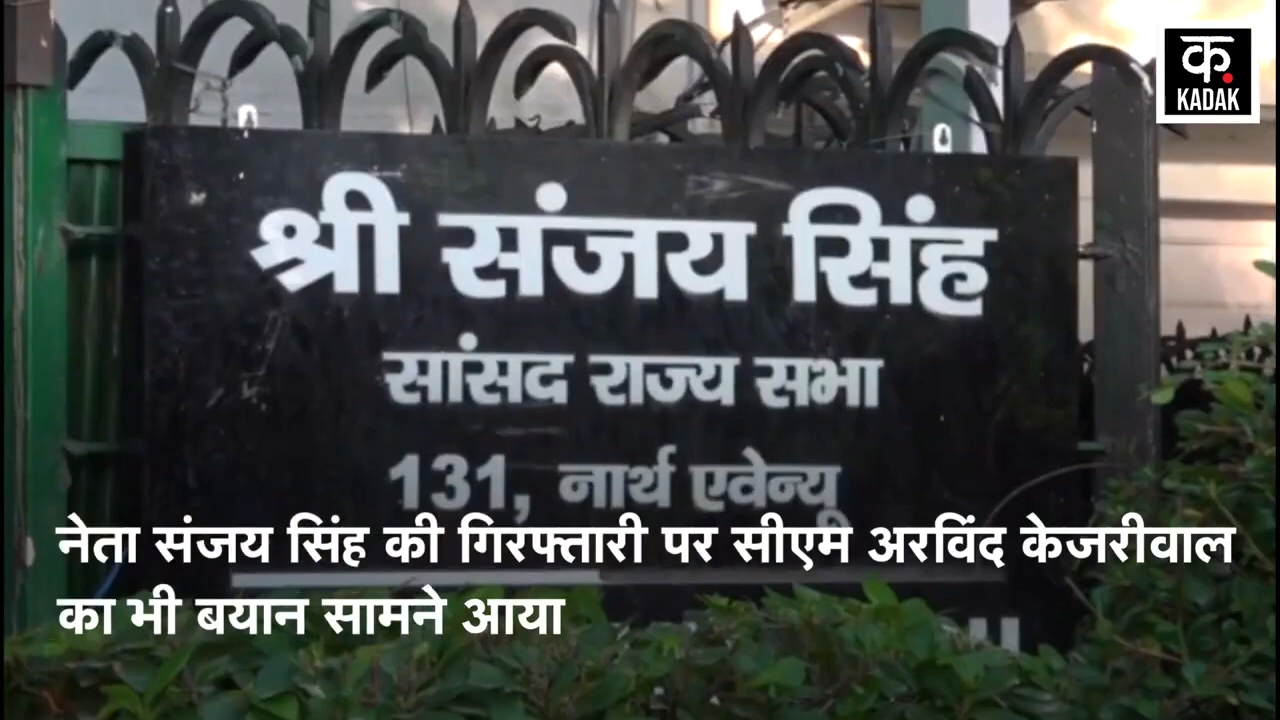 क
KADAK
श्री संजय सिंह
सांसद राज्य सभा
131, नार्थ एवेन्यू
नेता संजय सिंह की गिरफ्तारी पर सीएम अरविंद केजरीवाल
का भी बयान सामने आया